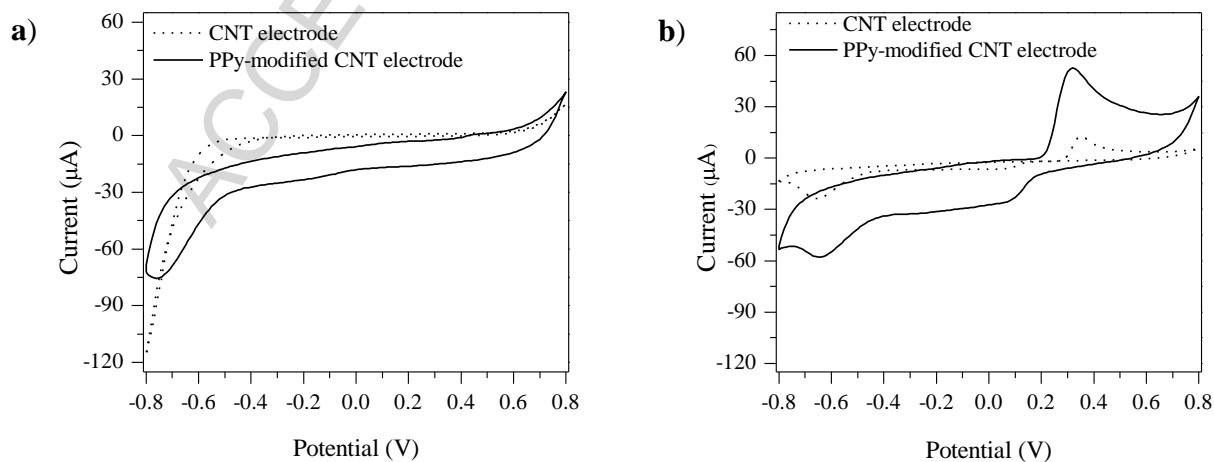 a)
60
30
0
-30
-60
-90
-120
Current (μA)
CNT electrode
PPy-modified CNT electrode
-0.8 -0.6 -0.4 -0.2 0.0 0.2 0.4 0.6 0.8
Potential (V)
ACCE
b)
60
30
0
-30
-60
-90
-120
Current (μA)
CNT electrode
PPy-modified CNT electrode
-0.8 -0.6 -0.4 -0.2 0.0 0.2 0.4 0.6 0.8
Potential (V)